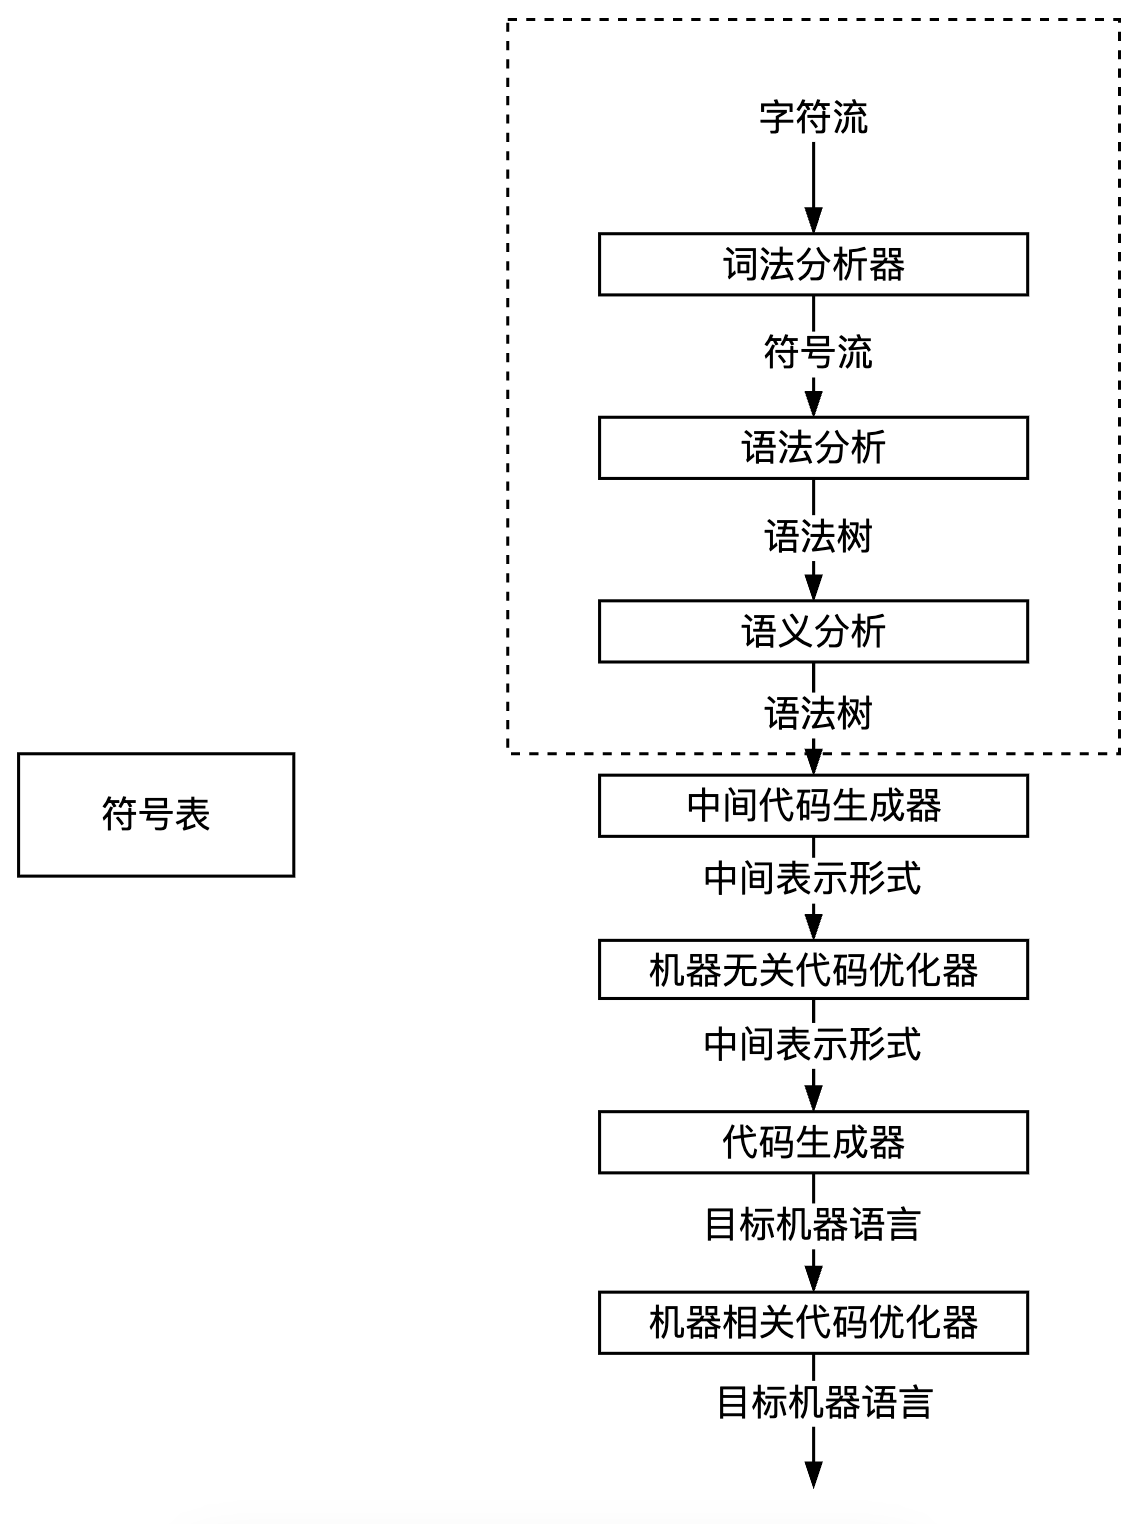 字符流
词法分析器
符号流
语法分析
语法树
语义分析
语法树
符号表
中间代码生成器
中间表示形式
机器无关代码优化器
中间表示形式
代码生成器
目标机器语言
机器相关代码优化器
目标机器语言